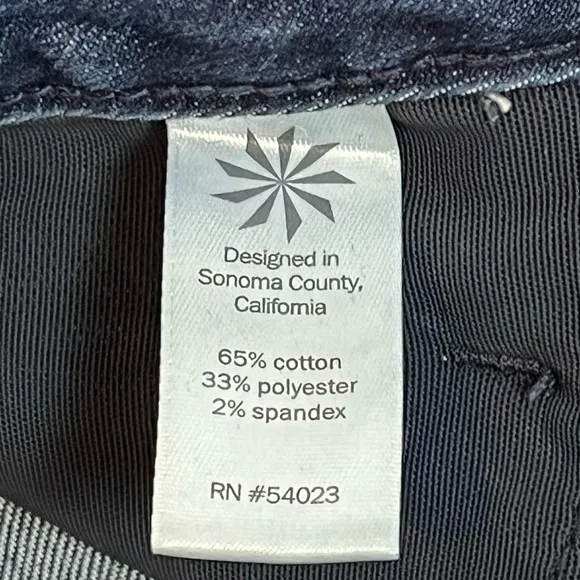 Designed in
Sonoma County,
California
65% cotton
33% polyester
2% spandex
RN #54023